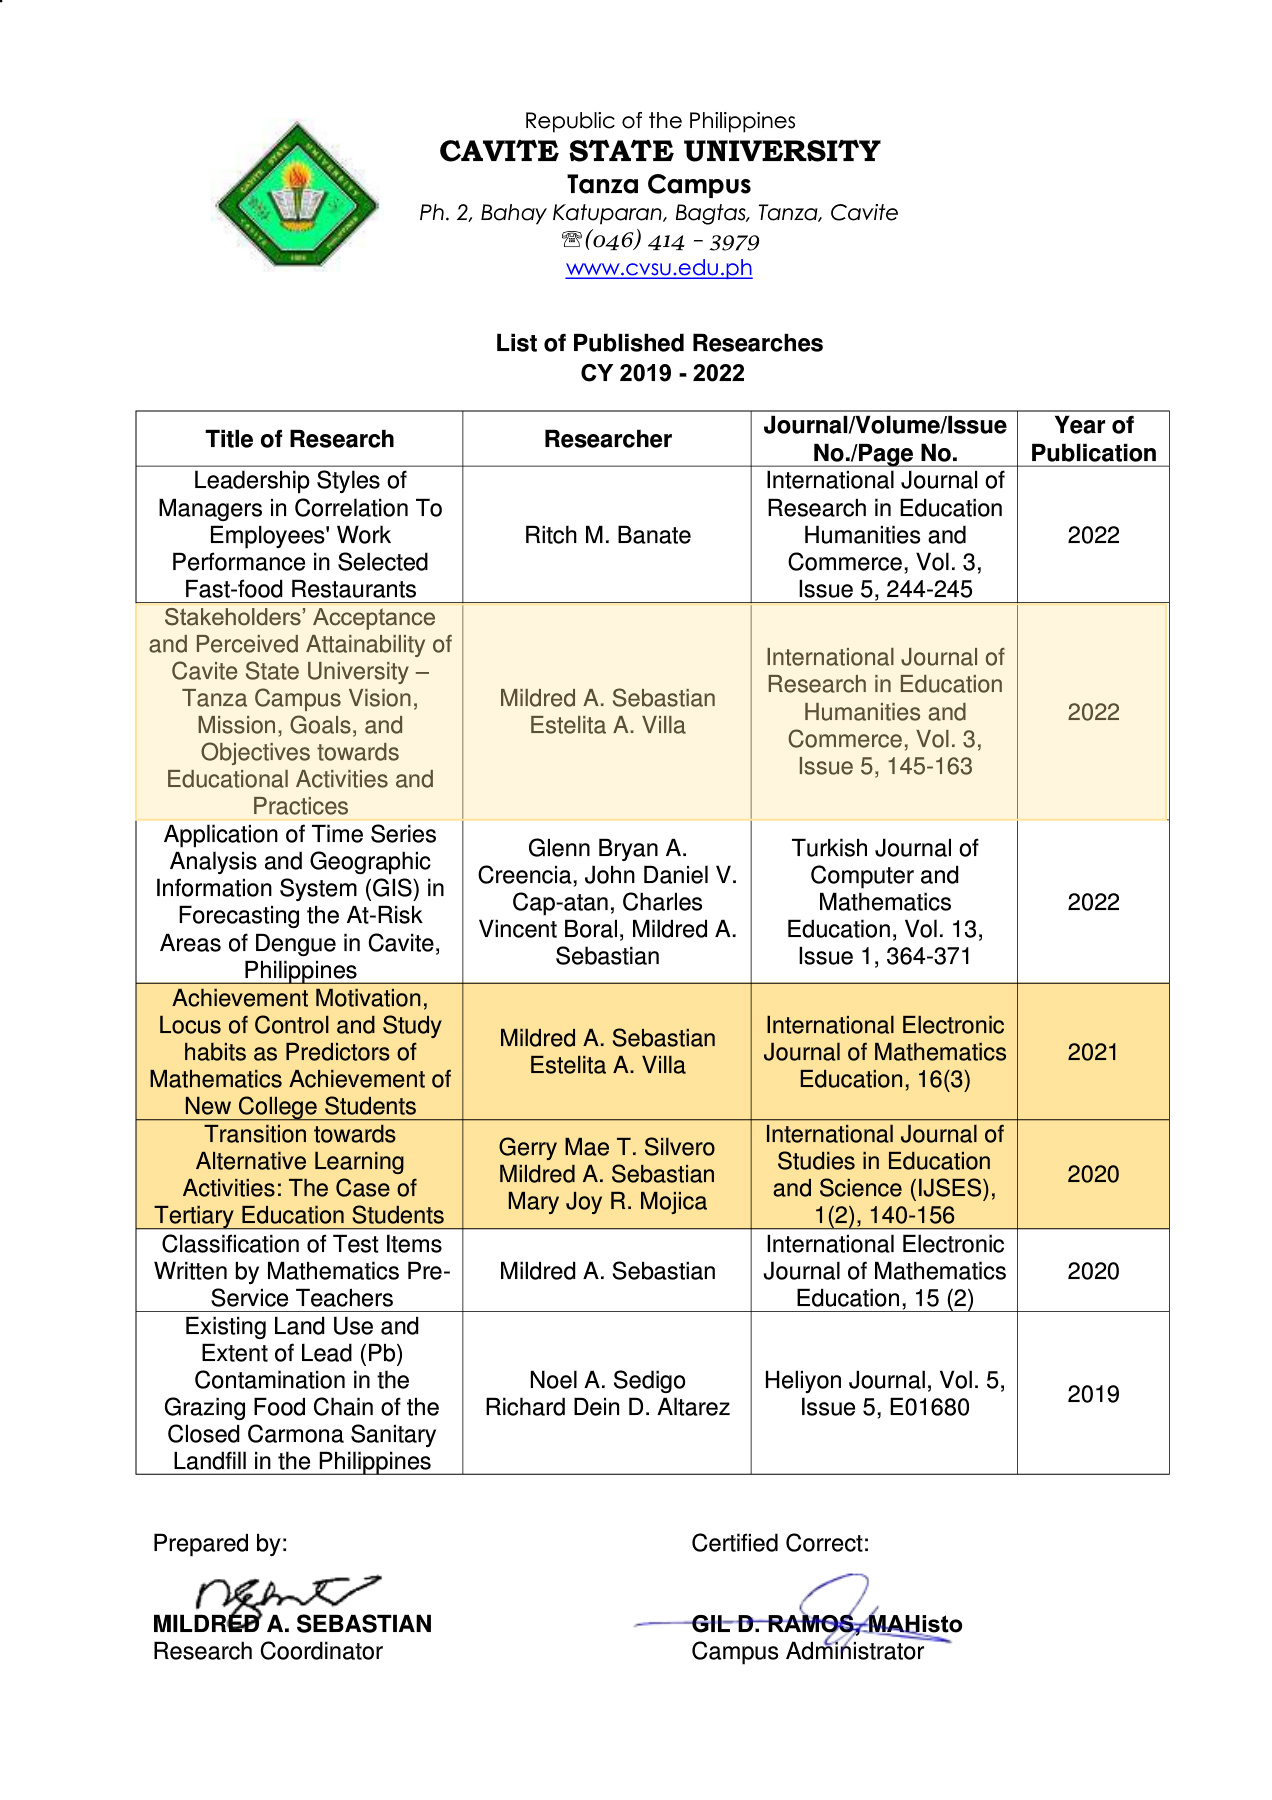 Republic of the Philippines
CAVITE STATE UNIVERSITY
Tanza Campus
Ph. 2, Bahay Katuparan, Bagtas, Tanza, Cavite
☏(046) 414 - 3979
www.cvsu.edu.ph
List of Published Researches
CY 2019 - 2022
Title of Research
Researcher
Journal/Volume/Issue
No./Page No.
Year of
Publication
Leadership Styles of
Managers in Correlation To
Employees' Work
Performance in Selected
Fast-food Restaurants
Ritch M. Banate
International Journal of
Research in Education
Humanities and
Commerce, Vol. 3,
Issue 5, 244-245
2022
Stakeholders’ Acceptance
and Perceived Attainability of
Cavite State University –
Tanza Campus Vision,
Mission, Goals, and
Objectives towards
Educational Activities and
Practices
Mildred A. Sebastian
Estelita A. Villa
International Journal of
Research in Education
Humanities and
Commerce, Vol. 3,
Issue 5, 145-163
2022
Application of Time Series
Analysis and Geographic
Information System (GIS) in
Forecasting the At-Risk
Areas of Dengue in Cavite,
Philippines
Glenn Bryan A.
Creencia, John Daniel V.
Cap-atan, Charles
Vincent Boral, Mildred A.
Sebastian
Turkish Journal of
Computer and
Mathematics
Education, Vol. 13,
Issue 1, 364-371
2022
Achievement Motivation,
Locus of Control and Study
habits as Predictors of
Mathematics Achievement of
New College Students
Mildred A. Sebastian
Estelita A. Villa
International Electronic
Journal of Mathematics
Education, 16(3)
2021
Transition towards
Alternative Learning
Activities: The Case of
Tertiary Education Students
Gerry Mae T. Silvero
Mildred A. Sebastian
Mary Joy R. Mojica
International Journal of
Studies in Education
and Science (IJSES),
1(2), 140-156
2020
Classification of Test Items
Written by Mathematics Pre-
Service Teachers
Mildred A. Sebastian
International Electronic
Journal of Mathematics
Education, 15 (2)
2020
Existing Land Use and
Extent of Lead (Pb)
Contamination in the
Grazing Food Chain of the
Closed Carmona Sanitary
Landfill in the Philippines
Noel A. Sedigo
Richard Dein D. Altarez
Heliyon Journal, Vol. 5,
Issue 5, E01680
2019
Prepared by:
MILDRED A. SEBASTIAN
Research Coordinator
Certified Correct:
GIL D. RAMOS, MAHisto
Campus Administrator